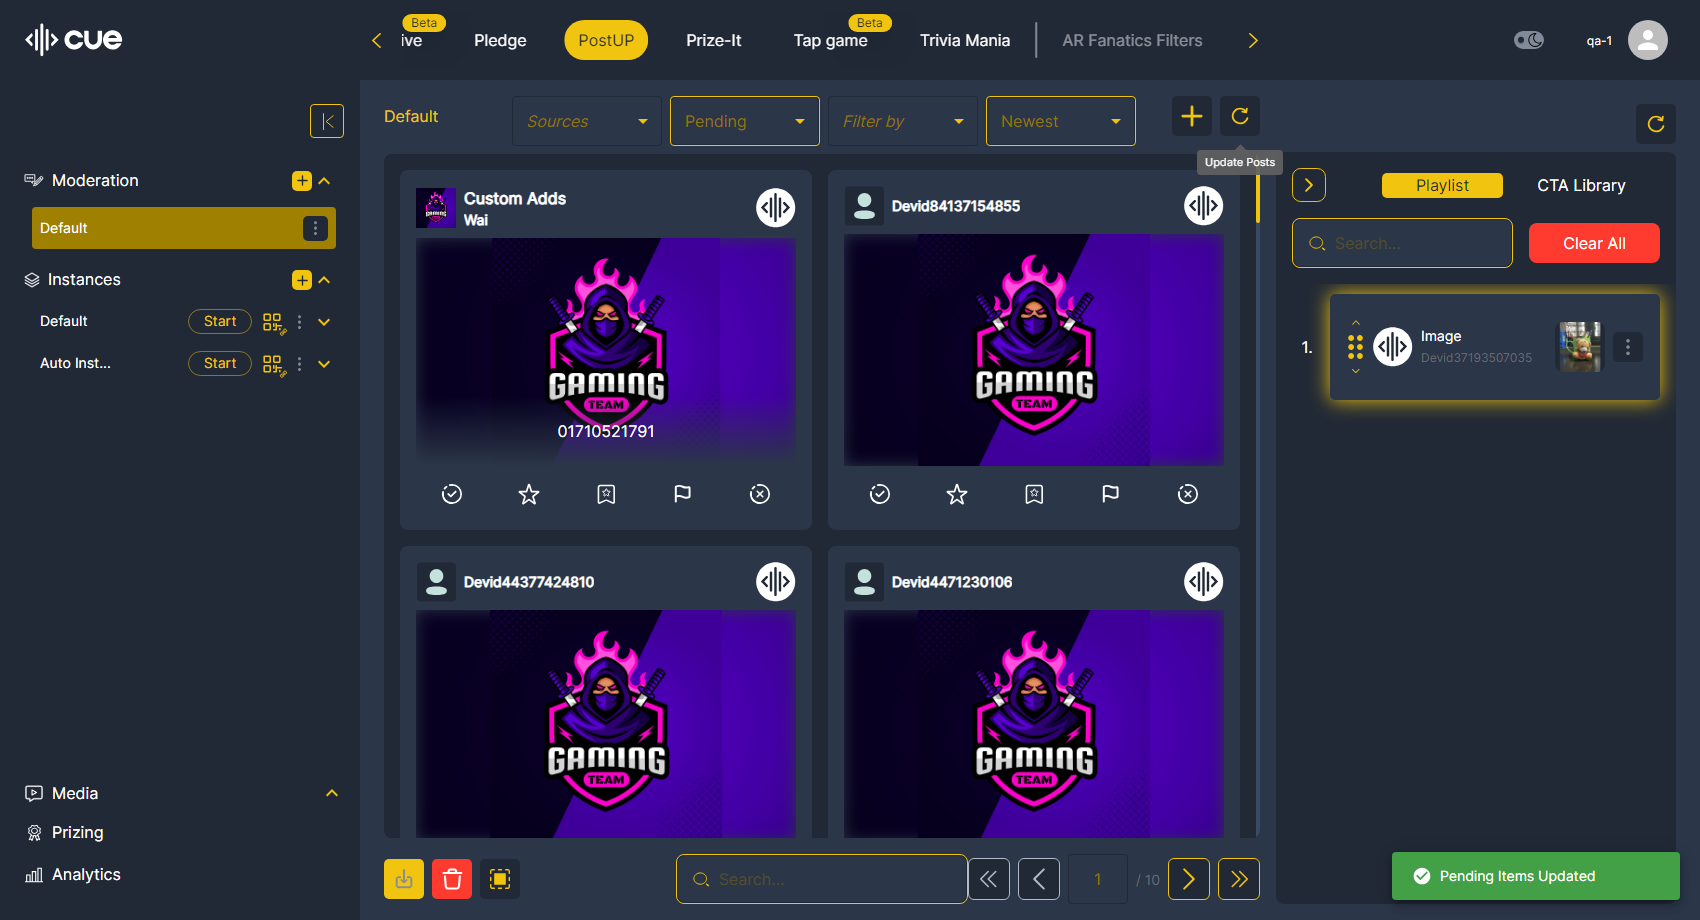 cue
Beta
ive
Pledge
PostUP
Prize-It
Beta
Tap game
Trivia Mania
AR Fanatics Filters
qa-1
Default
Sources
Pending
Filter by
Newest
Update Posts
Moderation
Default
Instances
Default
Start
Auto Inst...
Start
Media
Prizing
Analytics
Custom Adds
Wai
GAMING
TEAM
01710521791
Devid84137154855
GAMING
TEAM
Devid44377424810
GAMING
TEAM
Devid4471230106
GAMING
TEAM
Search...
1
/ 10
Playlist
CTA Library
Search...
Clear All
1.
Image
Devid37193507035
Pending Items Updated